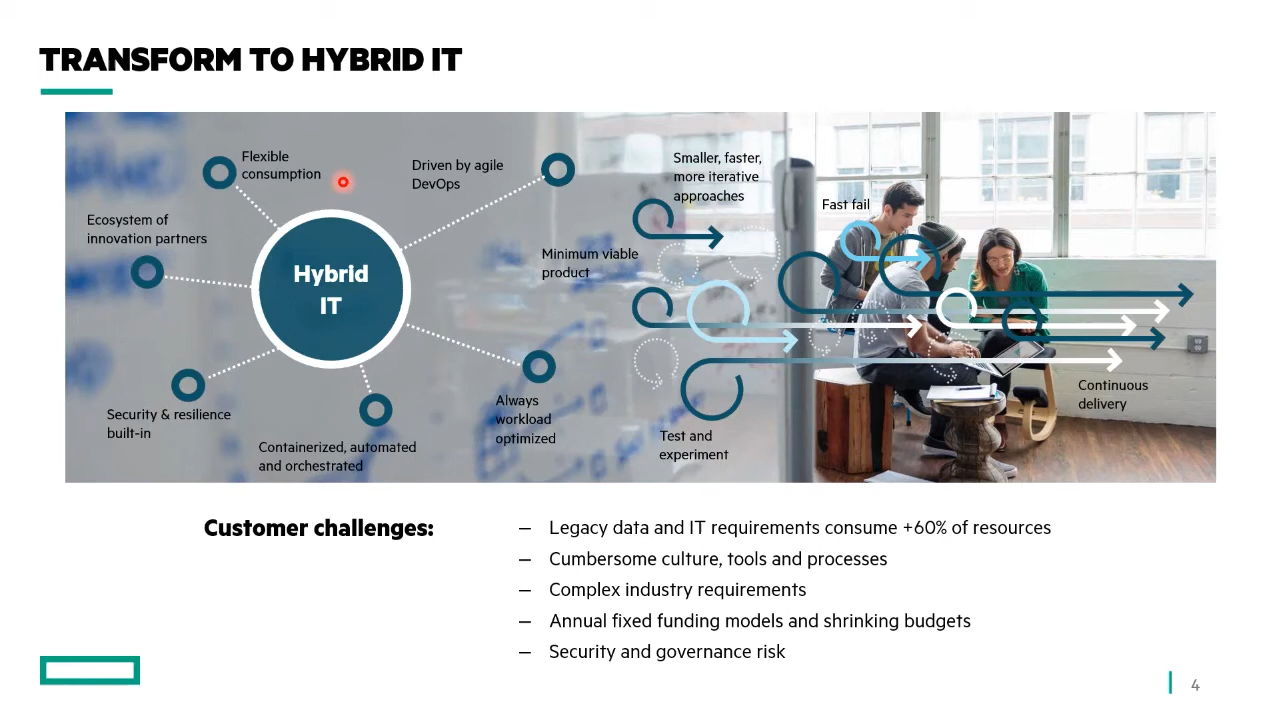 TRANSFORM TO HYBRID IT
Flexible
consumption
Driven by agile
DevOps
Smaller, faster,
more iterative
approaches
Fast fail
Ecosystem of
innovation partners
Minimum viable
product
Hybrid
IT
Continuous
delivery
Always
workload
optimized
Security & resilience
built-in
Containerized, automated
and orchestrated
Test and
experiment
Customer challenges:
– Legacy data and IT requirements consume +60% of resources
– Cumbersome culture, tools and processes
– Complex industry requirements
– Annual fixed funding models and shrinking budgets
– Security and governance risk
4